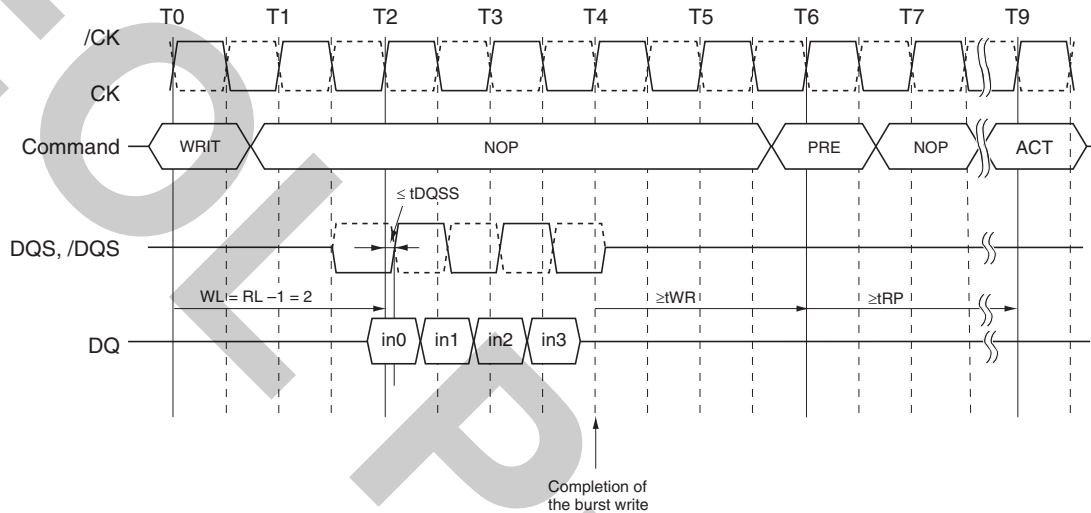 T0 T1 T2 T3 T4 T5 T6 T7 T9
/CK
CK
Command WRIT NOP PRE NOP ACT
≤ tDQSS
DQS, /DQS
WL = RL −1 = 2 ≥tWR ≥tRP
DQ in0 in1 in2 in3
Completion of
the burst write